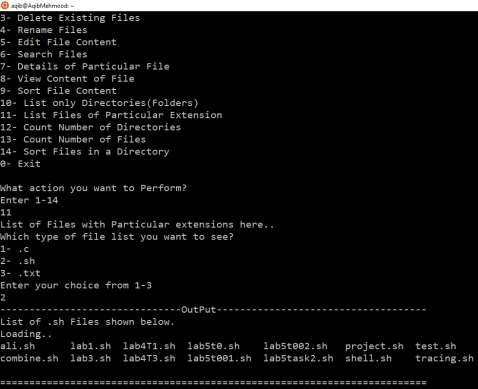 aqib@AqibMehmood: ~
3- Delete Existing Files
4- Rename Files
5- Edit File Content
6- Search Files
7- Details of Particular File
8- View Content of File
9- Sort File Content
10- List only Directories(Folders)
11- List Files of Particular Extension
12- Count Number of Directories
13- Count Number of Files
14- Sort Files in a Directory
0- Exit
What action you want to Perform?
Enter 1-14
11
List of Files with Particular extensions here..
Which type of file list you want to see?
1- .c
2- .sh
3- .txt
Enter your choice from 1-3
2
-------------------------------OutPut------------------------------------
List of .sh Files shown below.
Loading..
ali.sh lab1.sh lab4T1.sh lab5t0.sh lab5t002.sh project.sh test.sh
combine.sh lab3.sh lab4T3.sh lab5t001.sh lab5task2.sh shell.sh tracing.sh
=========================================================================